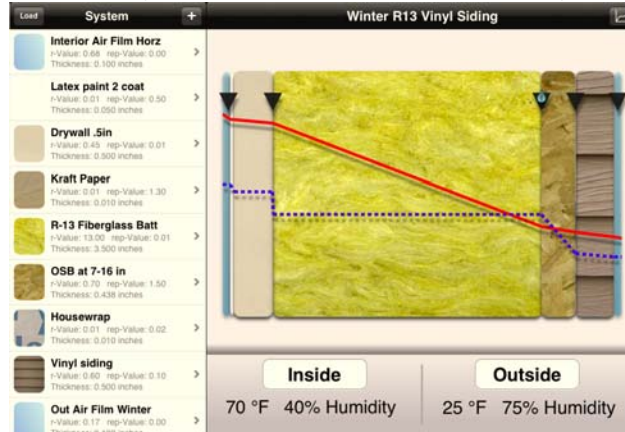 Load
System
+
Winter R13 Vinyl Siding
Interior Air Film Horz
r-Value: 0.68 rep-Value: 0.00
Thickness: 0.100 inches
Latex paint 2 coat
r-Value: 0.01 rep-Value: 0.50
Thickness: 0.050 inches
Drywall .5in
r-Value: 0.45 rep-Value: 0.01
Thickness: 0.500 inches
Kraft Paper
r-Value: 0.01 rep-Value: 1.30
Thickness: 0.010 inches
R-13 Fiberglass Batt
r-Value: 13.00 rep-Value: 0.01
Thickness: 3.500 inches
OSB at 7-16 in
r-Value: 0.70 rep-Value: 1.50
Thickness: 0.438 inches
Housewrap
r-Value: 0.01 rep-Value: 0.02
Thickness: 0.010 inches
Vinyl siding
r-Value: 0.60 rep-Value: 0.10
Thickness: 0.500 inches
Out Air Film Winter
r-Value: 0.17 rep-Value: 0.00
Inside
Outside
70 °F 40% Humidity
25 °F 75% Humidity